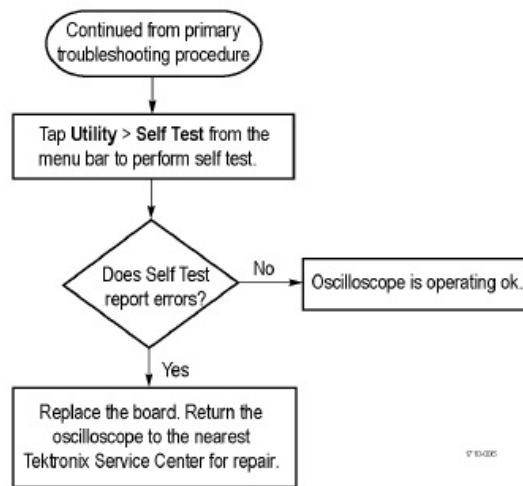 Continued from primary
troubleshooting procedure
Tap Utility > Self Test from the
menu bar to perform self test.
Does Self Test
report errors?
No
Oscilloscope is operating ok.
Yes
Replace the board. Return the
oscilloscope to the nearest
Tektronix Service Center for repair.